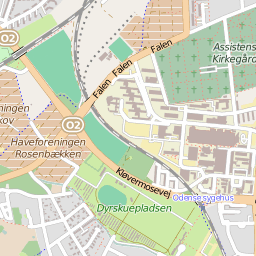 O2
Falen
Falen
Falen
Assistens
Kirkegård
ningen
kov
O2
Haveforeningen
Rosenbækken
Kløvermosevej
Odense sygehus
Dyrskuepladsen